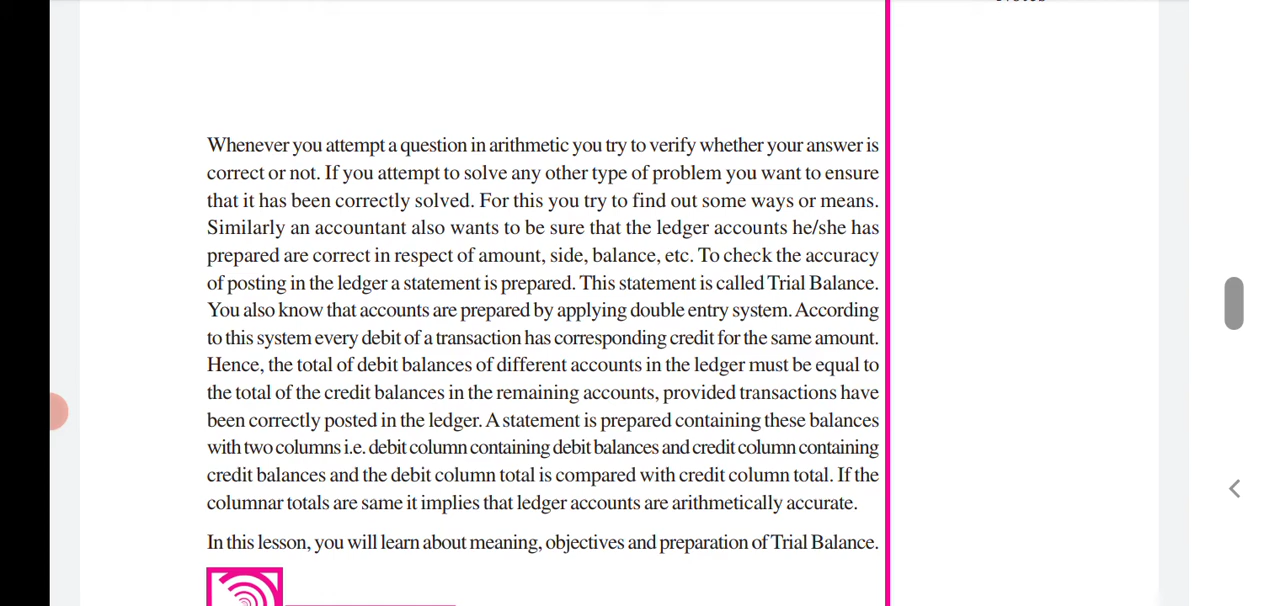 Whenever you attempt a question in arithmetic you try to verify whether your answer is
correct or not. If you attempt to solve any other type of problem you want to ensure
that it has been correctly solved. For this you try to find out some ways or means.
Similarly an accountant also wants to be sure that the ledger accounts he/she has
prepared are correct in respect of amount, side, balance, etc. To check the accuracy
of posting in the ledger a statement is prepared. This statement is called Trial Balance.
You also know that accounts are prepared by applying double entry system. According
to this system every debit of a transaction has corresponding credit for the same amount.
Hence, the total of debit balances of different accounts in the ledger must be equal to
the total of the credit balances in the remaining accounts, provided transactions have
been correctly posted in the ledger. A statement is prepared containing these balances
with two columns i.e. debit column containing debit balances and credit column containing
credit balances and the debit column total is compared with credit column total. If the
columnar totals are same it implies that ledger accounts are arithmetically accurate.
In this lesson, you will learn about meaning, objectives and preparation of Trial Balance.